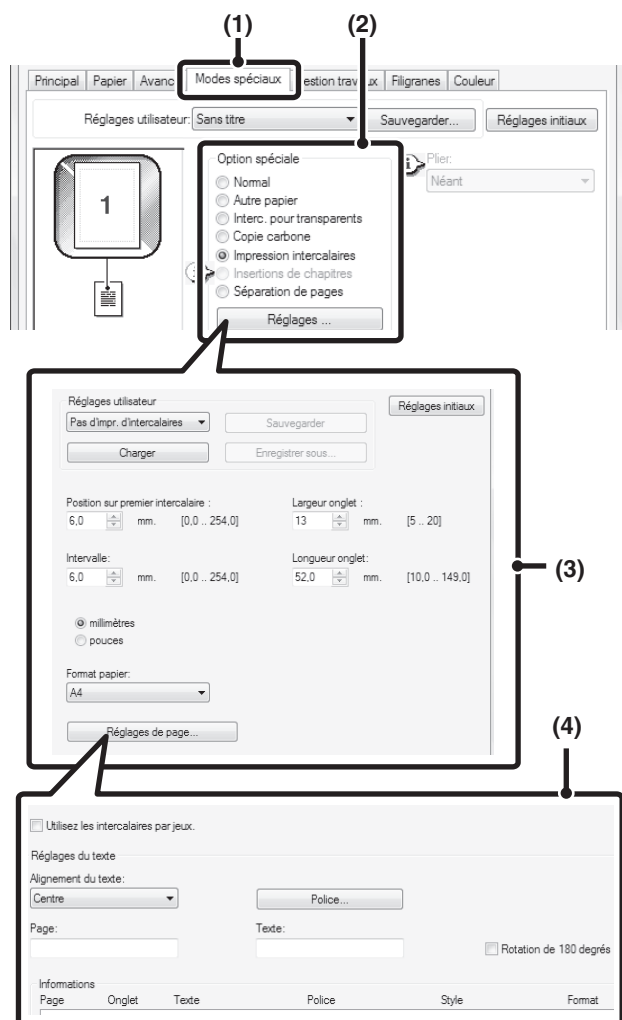 (1) (2)
Principal Papier Avanc Modes spéciaux estion trav ux Filigranes Couleur
Réglages utilisateur: Sans titre Sauvegarder... Réglages initiaux
Option spéciale
Plier:
Normal
Néant
Autre papier
1
Interc. pour transparents
Copie carbone
Impression intercalaires
Insertions de chapitres
Séparation de pages
Réglages ...
Réglages utilisateur
Réglages initiaux
Pas d'impr. d'intercalaires Sauvegarder
Charger Enregistrer sous...
Position sur premier intercalaire : Largeur onglet :
6,0 mm. [0,0 .. 254,0] 13 mm. [5 .. 20]
Intervalle: Longueur onglet:
6,0 mm. [0,0 .. 254,0] 52,0 mm. [10,0 .. 149,0]
(3)
millimètres
pouces
Format papier:
A4
Réglages de page...
(4)
Utilisez les intercalaires par jeux.
Réglages du texte
Alignement du texte:
Centre Police...
Page: Texte:
Rotation de 180 degrés
Informations
Page Onglet Texte Police Style Format